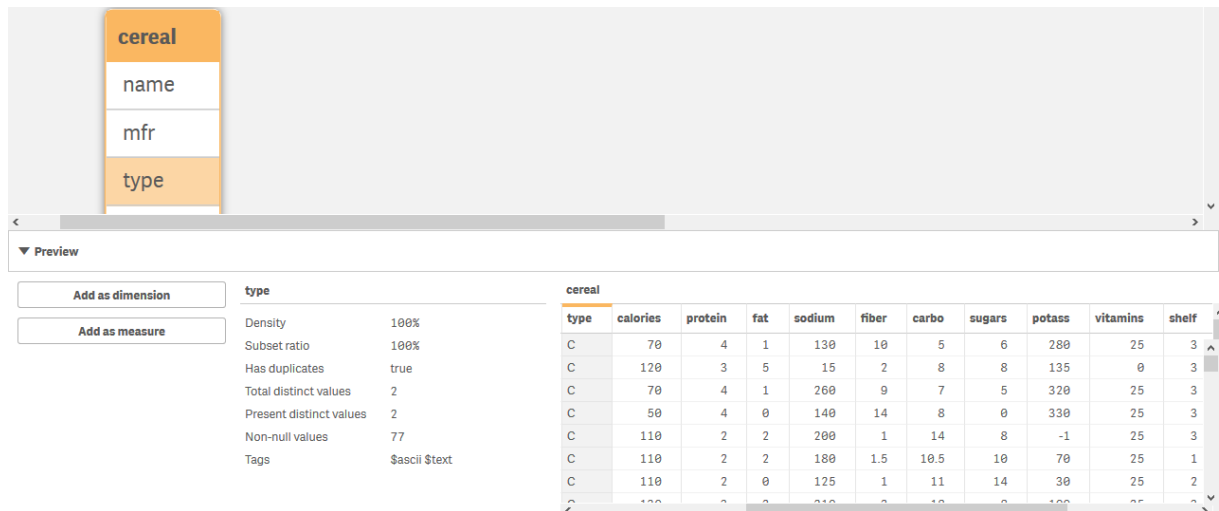 cereal
name
mfr
type
Preview
Add as dimension
Add as measure
type
Density 100%
Subset ratio 100%
Has duplicates true
Total distinct values 2
Present distinct values 2
Non-null values 77
Tags $ascii $text
cereal
type calories protein fat sodium fiber carbo sugars potass vitamins shelf
C 70 4 1 130 10 5 6 280 25 3
C 120 3 5 15 2 8 8 135 0 3
C 70 4 1 260 9 7 5 320 25 3
C 50 4 0 140 14 8 0 330 25 3
C 110 2 2 200 1 14 8 -1 25 3
C 110 2 2 180 1.5 10.5 10 70 25 1
C 110 2 0 125 1 11 14 30 25 2